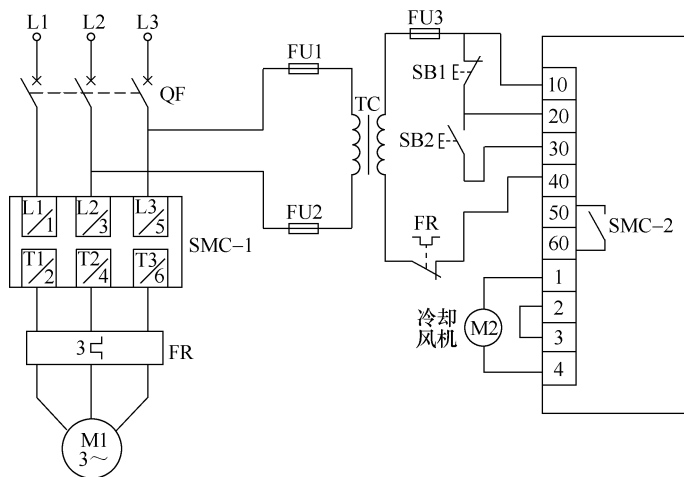 L1 L2 L3
QF
FU1
FU2
TC
FU3
SB1
SB2
FR
L1/1 L2/3 L3/5
T1/2 T2/4 T3/6
SMC-1
3
FR
M1
3～
10
20
30
40
50
60
1
2
3
4
SMC-2
冷却
风机
M2